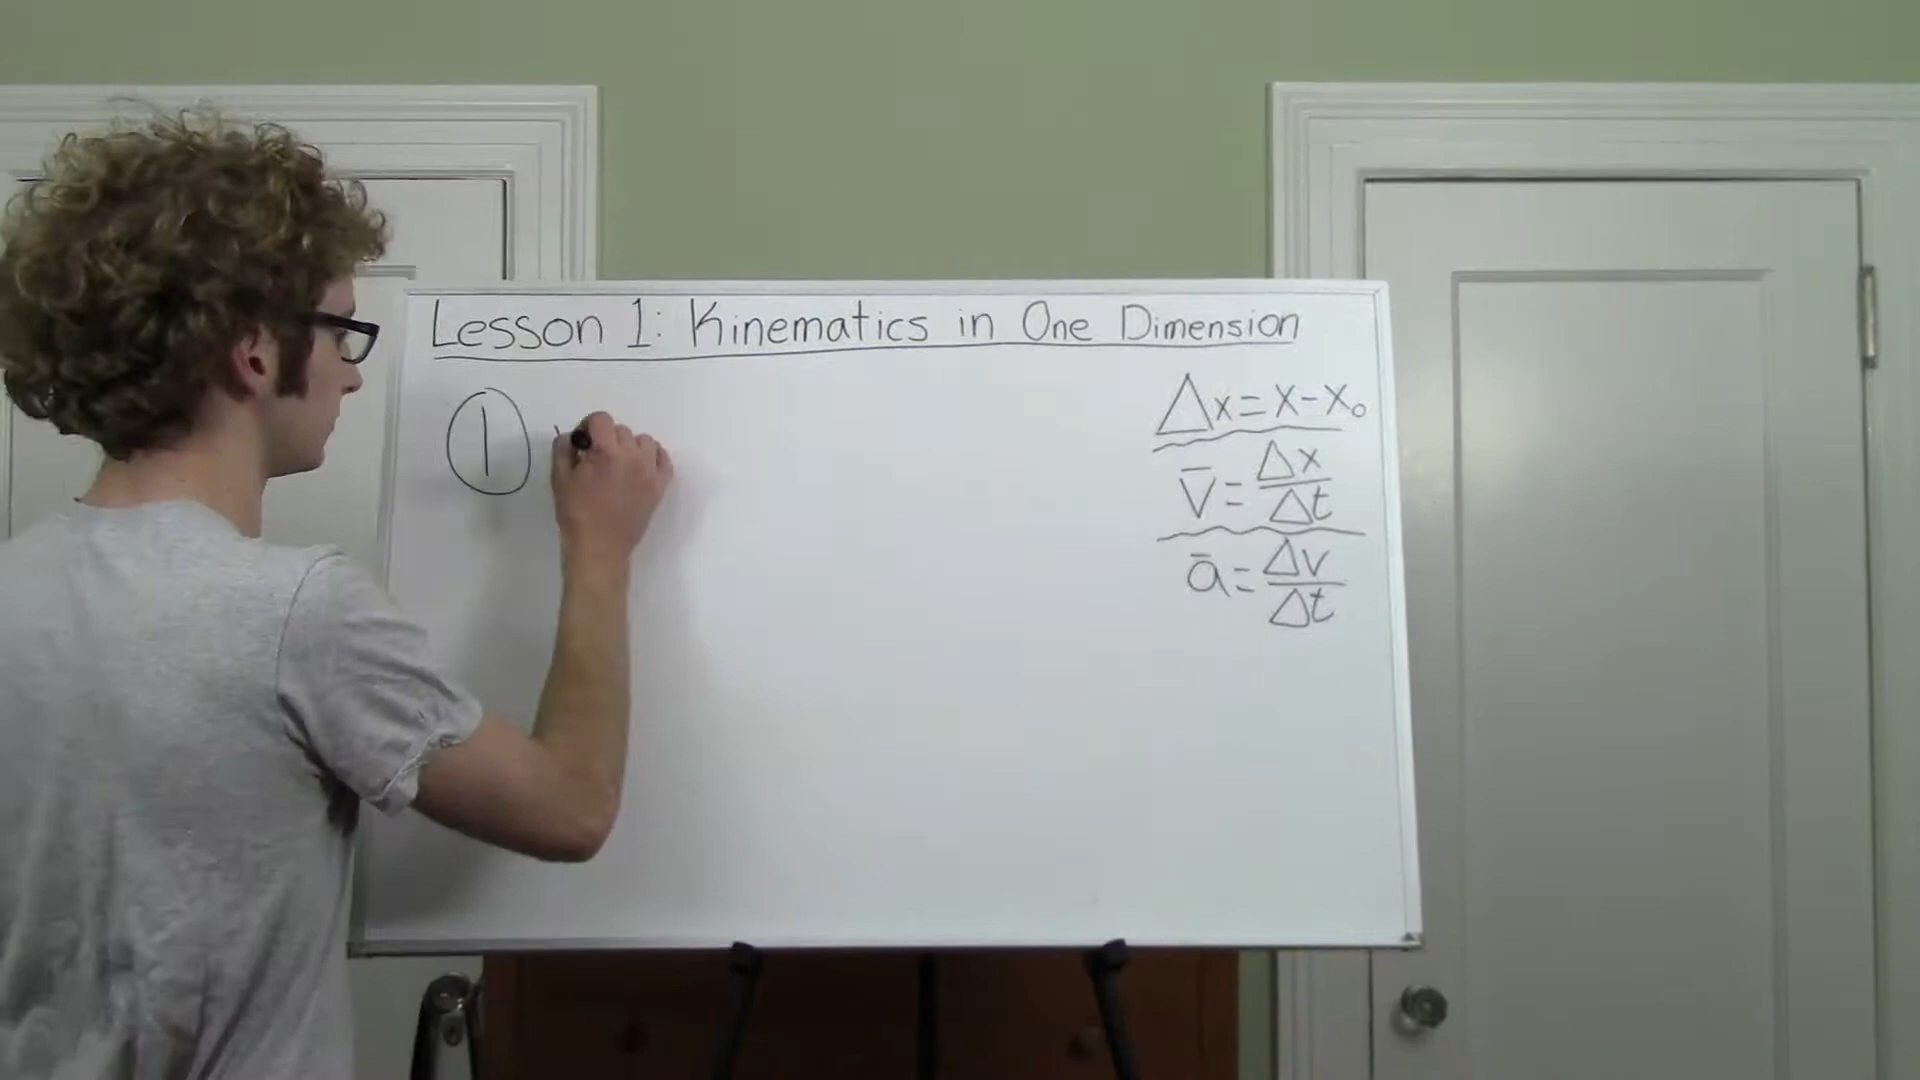 Lesson 1: Kinematics in One Dimension
①
Δx = x - x₀
v̄ = Δx/Δt
ā = Δv/Δt